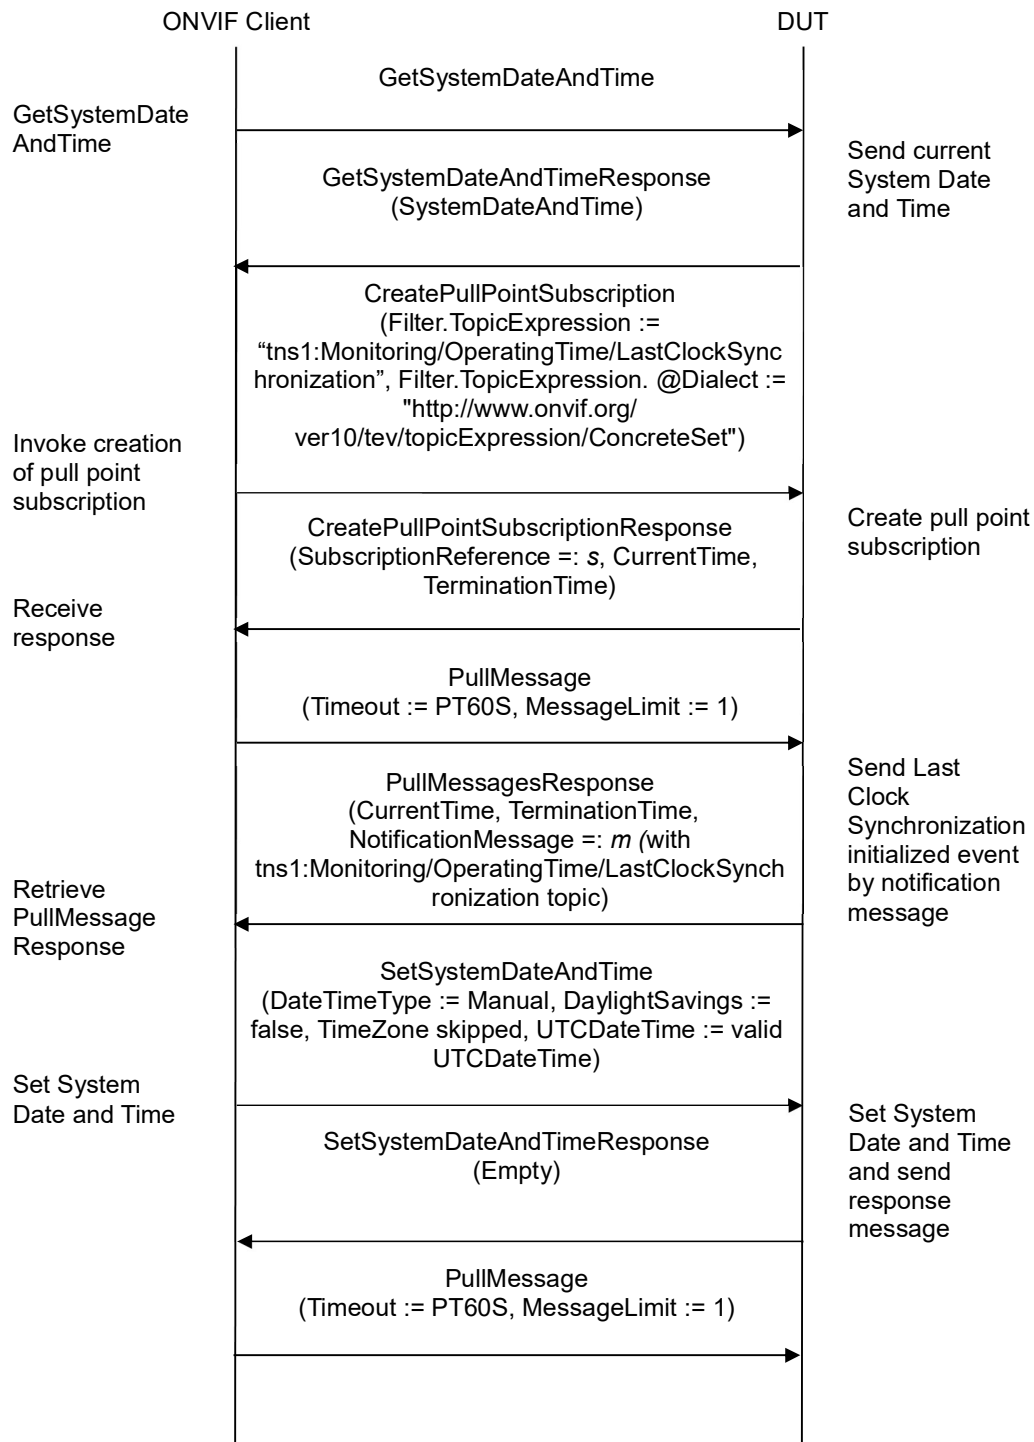 ONVIF Client
DUT
GetSystemDateAndTime
GetSystemDate
AndTime
Send current
System Date
and Time
GetSystemDateAndTimeResponse
(SystemDateAndTime)
CreatePullPointSubscription
(Filter.TopicExpression :=
“tns1:Monitoring/OperatingTime/LastClockSync
hronization”, Filter.TopicExpression. @Dialect :=
"http://www.onvif.org/
ver10/tev/topicExpression/ConcreteSet")
Invoke creation
of pull point
subscription
Create pull point
subscription
CreatePullPointSubscriptionResponse
(SubscriptionReference =: s, CurrentTime,
TerminationTime)
Receive
response
PullMessage
(Timeout := PT60S, MessageLimit := 1)
Send Last
Clock
Synchronization
initialized event
by notification
message
PullMessagesResponse
(CurrentTime, TerminationTime,
NotificationMessage =: m (with
tns1:Monitoring/OperatingTime/LastClockSynch
ronization topic)
Retrieve
PullMessage
Response
SetSystemDateAndTime
(DateTimeType := Manual, DaylightSavings :=
false, TimeZone skipped, UTCDateTime := valid
UTCDateTime)
Set System
Date and Time
Set System
Date and Time
and send
response
message
SetSystemDateAndTimeResponse
(Empty)
PullMessage
(Timeout := PT60S, MessageLimit := 1)